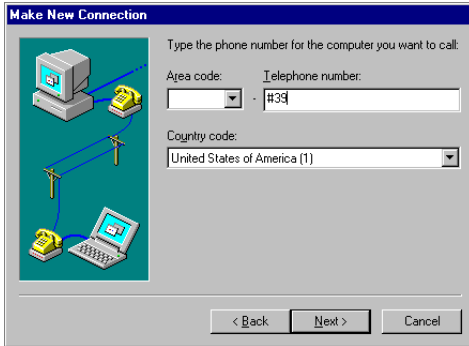 Make New Connection
Type the phone number for the computer you want to call:
Area code: Telephone number:
- #39
Country code:
United States of America (1)
< Back Next > Cancel